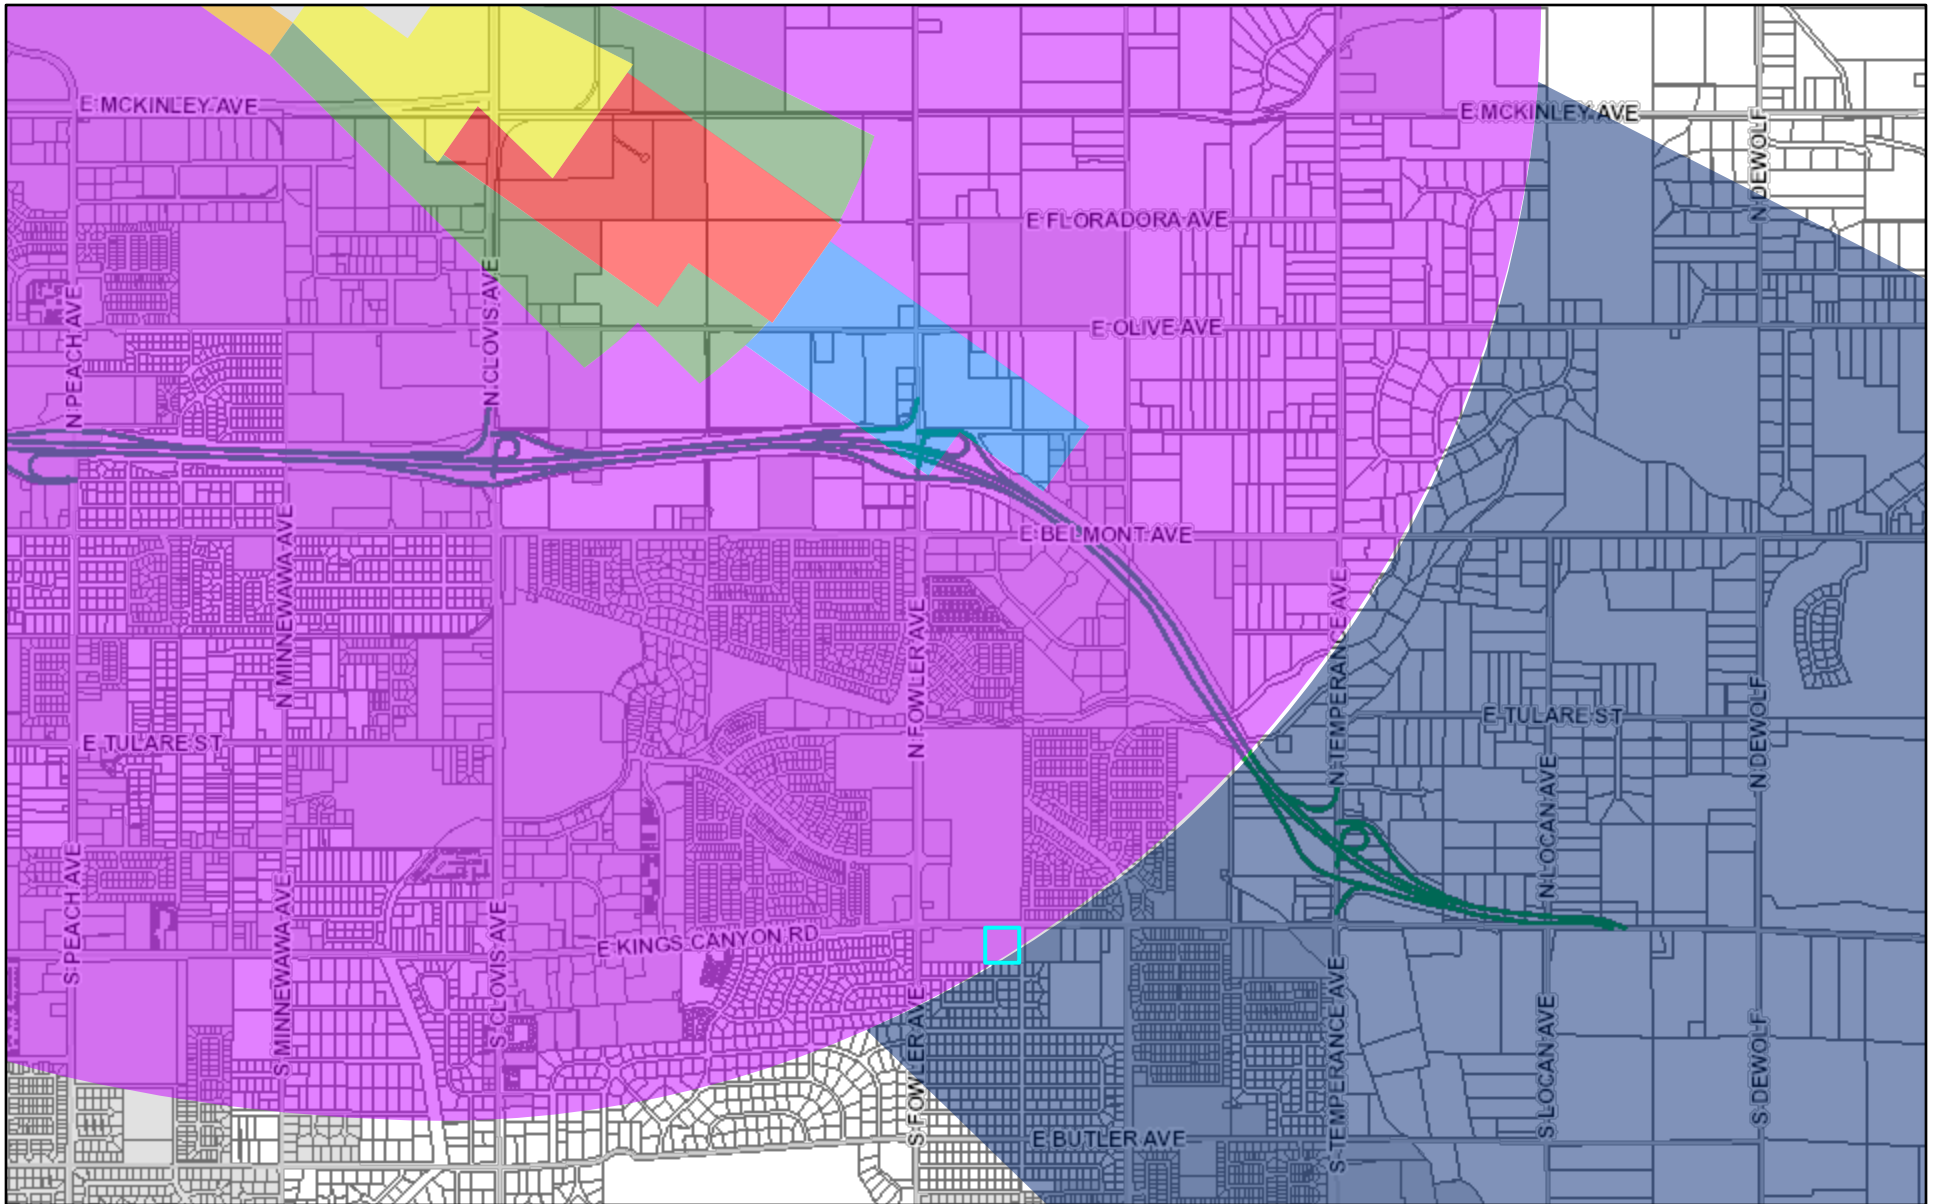 E MCKINLEY AVE
E MCKINLEY AVE
N DEWOLF
E FLORADORA AVE
N CLOVIS AVE
N PEACH AVE
E OLIVE AVE
E BELMONT AVE
N MINNEWAWA AVE
N FOWLER AVE
N TEMPERANCE AVE
E TULARE ST
N DEWOLF
E TULARE ST
N LOCAN AVE
S PEACH AVE
S MINNEWAWA AVE
S CLOVIS AVE
E KINGS CANYON RD
S FOWLER AVE
S TEMPERANCE AVE
S LOCAN AVE
S DEWOLF
E BUTLER AVE